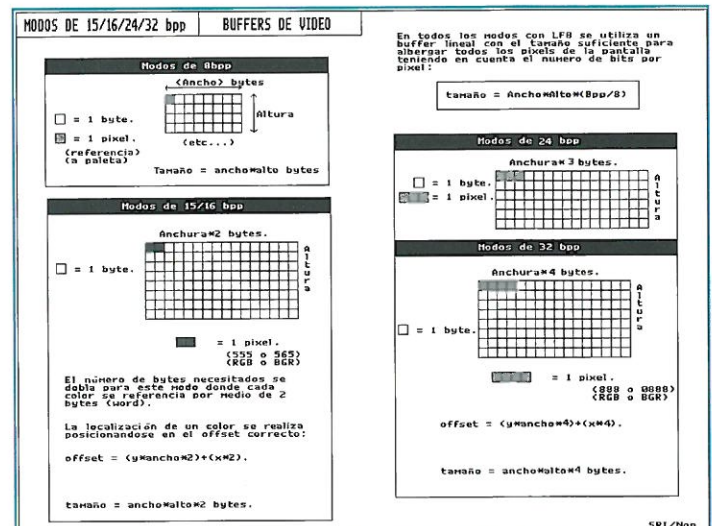 MODOS DE 15/16/24/32 bpp
BUFFERS DE VIDEO
Modos de 8bpp
(Ancho) bytes
= 1 byte.
Altura
= 1 pixel.
(referencia)
(a paleta)
(etc...)
Tamaño = ancho*alto bytes
Modos de 15/16 bpp
Anchura*2 bytes.
= 1 byte.
Altura
= 1 pixel.
(555 o 565)
(RGB o BGR)
El número de bytes necesitados se
dobla para este modo donde cada
color se referencia por medio de 2
bytes (word).
La localización de un color se realiza
posicionandose en el offset correcto:
offset = (y*ancho*2)+(x*2).
tamaño = ancho*alto*2 bytes.
En todos los modos con LFB se utiliza un
buffer lineal con el tamaño suficiente para
albergar todos los pixels de la pantalla
teniendo en cuenta el numero de bits por
pixel:
tamaño = Ancho*Alto*(Bpp/8)
Modos de 24 bpp
Anchura*3 bytes.
= 1 byte.
= 1 pixel.
Altura
Modos de 32 bpp
Anchura*4 bytes.
Altura
= 1 byte.
= 1 pixel.
(888 o 8888)
(RGB o BGR)
offset = (y*ancho*4)+(x*4).
tamaño = ancho*alto*4 bytes.
SRI/Nop